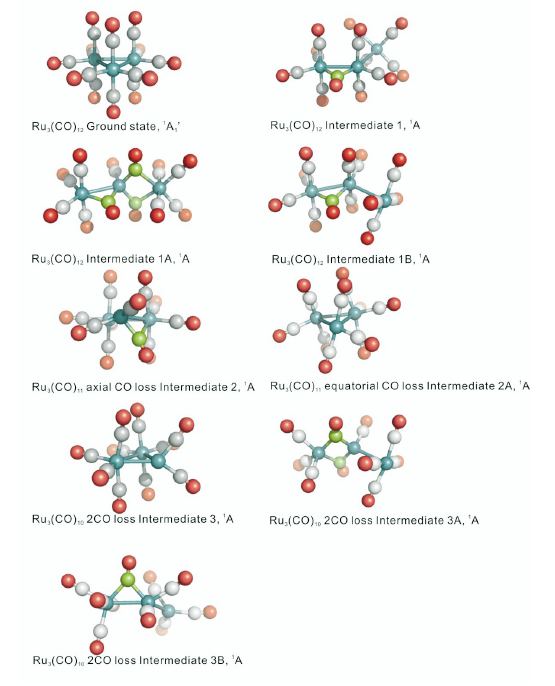 Ru₃(CO)₁₂ Ground state, ¹A₁'
Ru₃(CO)₁₂ Intermediate 1, ¹A
Ru₃(CO)₁₂ Intermediate 1A, ¹A
Ru₃(CO)₁₂ Intermediate 1B, ¹A
Ru₃(CO)₁₁ axial CO loss Intermediate 2, ¹A
Ru₃(CO)₁₁ equatorial CO loss Intermediate 2A, ¹A
Ru₃(CO)₁₀ 2CO loss Intermediate 3, ¹A
Ru₃(CO)₁₀ 2CO loss Intermediate 3A, ¹A
Ru₃(CO)₁₀ 2CO loss Intermediate 3B, ¹A